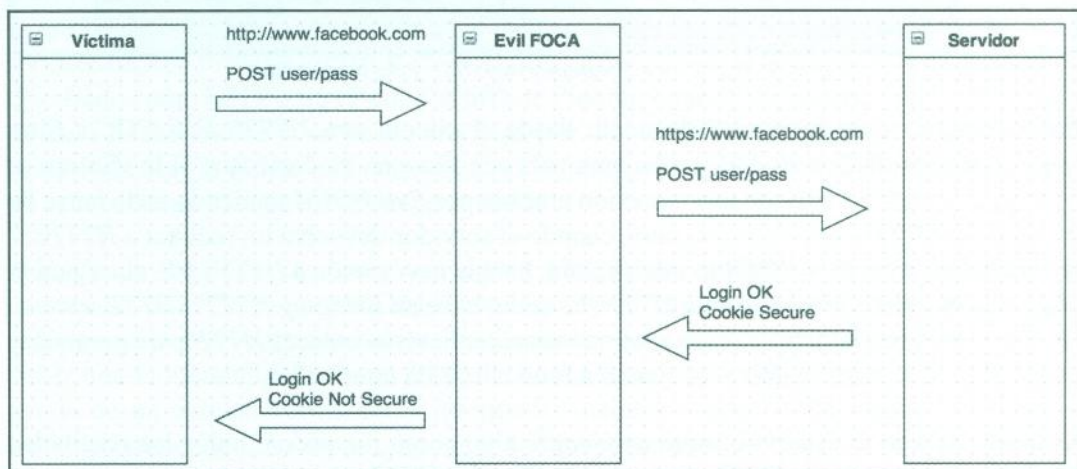 Víctima
http://www.facebook.com
POST user/pass
Evil FOCA
https://www.facebook.com
POST user/pass
Servidor
Login OK
Cookie Secure
Login OK
Cookie Not Secure